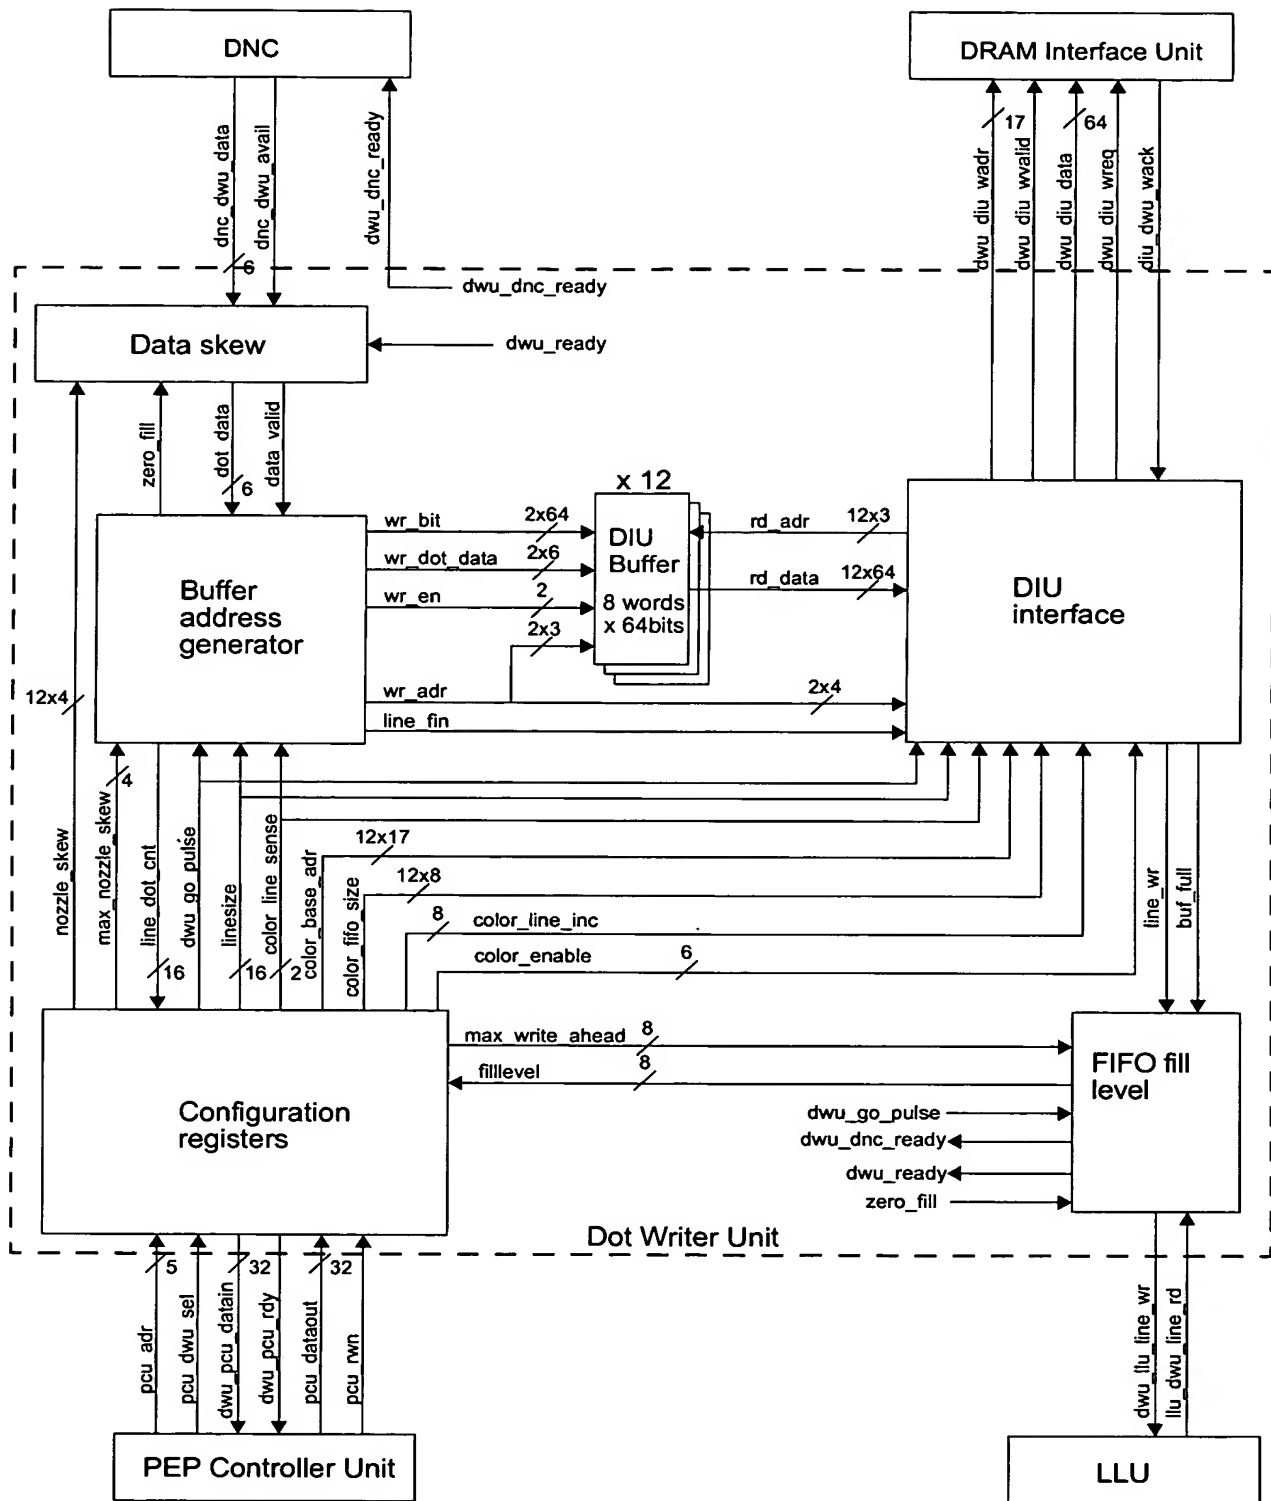 DNC
DRAM Interface Unit
dnc_dwu_data
dnc_dwu_avail
dwu_dnc_ready
6
dwu_diu_wadr
17
dwu_diu_wvalid
dwu_diu_data
64
dwu_diu_wreq
diu_dwu_wack
dwu_dnc_ready
Data skew
dwu_ready
zero_fill
dot_data
6
data_valid
x 12
wr_bit
2x64
DIU
Buffer
8 words
x 64bits
rd_adr
12x3
wr_dot_data
2x6
rd_data
12x64
wr_en
2
2x3
Buffer
address
generator
DIU
interface
wr_adr
2x4
line_fin
12x4
nozzle_skew
4
max_nozzle_skew
line_dot_cnt
16
dwu_go_pulse
linesize
16
color_line_sense
2
color_base_adr
12x17
color_fifo_size
12x8
8
color_line_inc
color_enable
6
line_wr
buf_full
Configuration
registers
max_write_ahead
8
filllevel
8
FIFO fill
level
dwu_go_pulse
dwu_dnc_ready
dwu_ready
zero_fill
Dot Writer Unit
pcu_adr
5
pcu_dwu_sel
dwu_pcu_datain
32
dwu_pcu_rdy
pcu_dataout
32
pcu_rwn
dwu_llu_line_wr
llu_dwu_line_rd
PEP Controller Unit
LLU